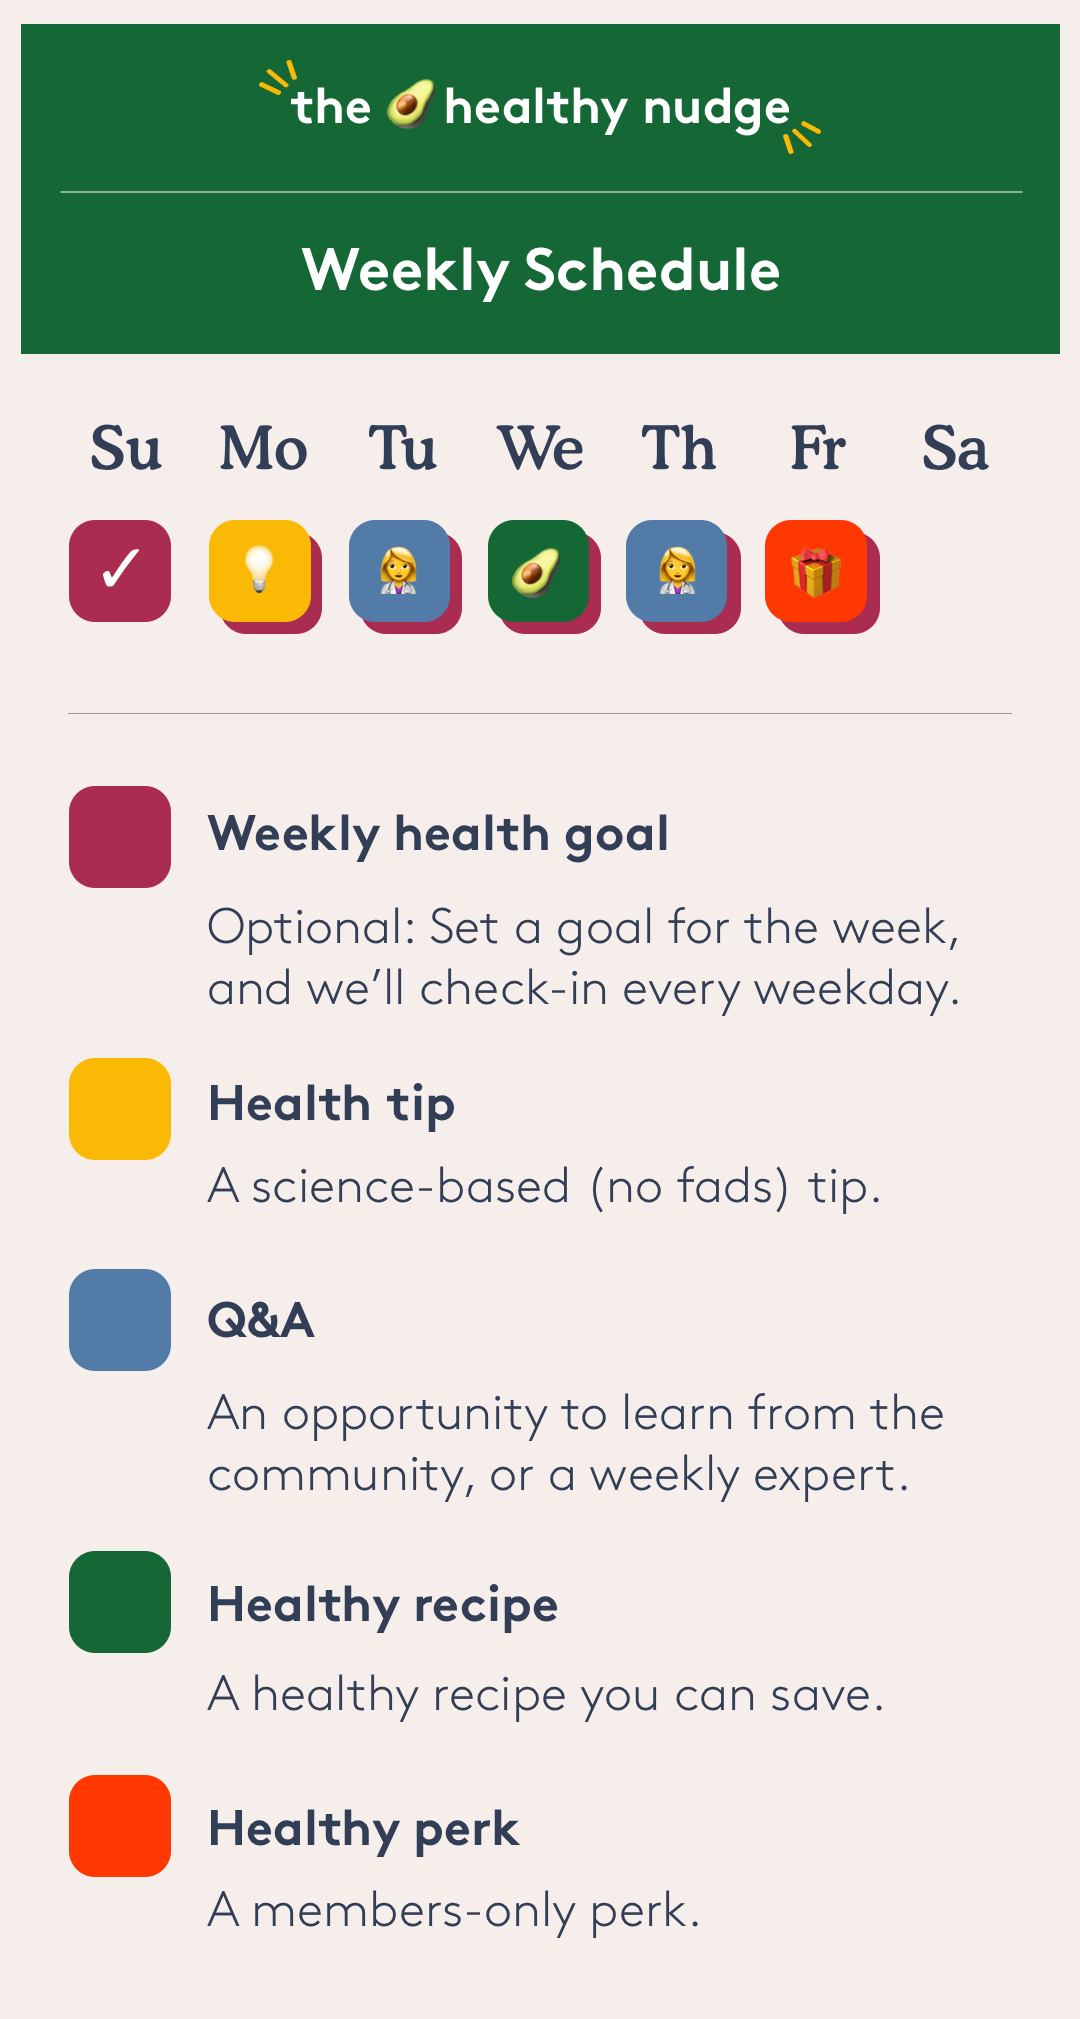 the healthy nudge
Weekly Schedule
Su Mo Tu We Th Fr Sa
Weekly health goal
Optional: Set a goal for the week,
and we’ll check-in every weekday.
Health tip
A science-based (no fads) tip.
Q&A
An opportunity to learn from the
community, or a weekly expert.
Healthy recipe
A healthy recipe you can save.
Healthy perk
A members-only perk.